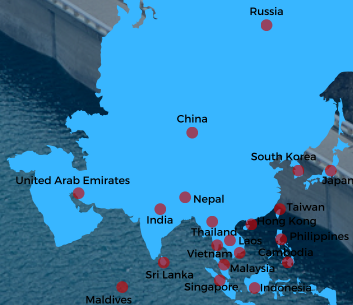 Russia
China
South Korea
Japan
United Arab Emirates
Nepal
Taiwan
India
Hong Kong
Thailand
Laos
Philippines
Vietnam
Cambodia
Sri Lanka
Malaysia
Singapore
Indonesia
Maldives